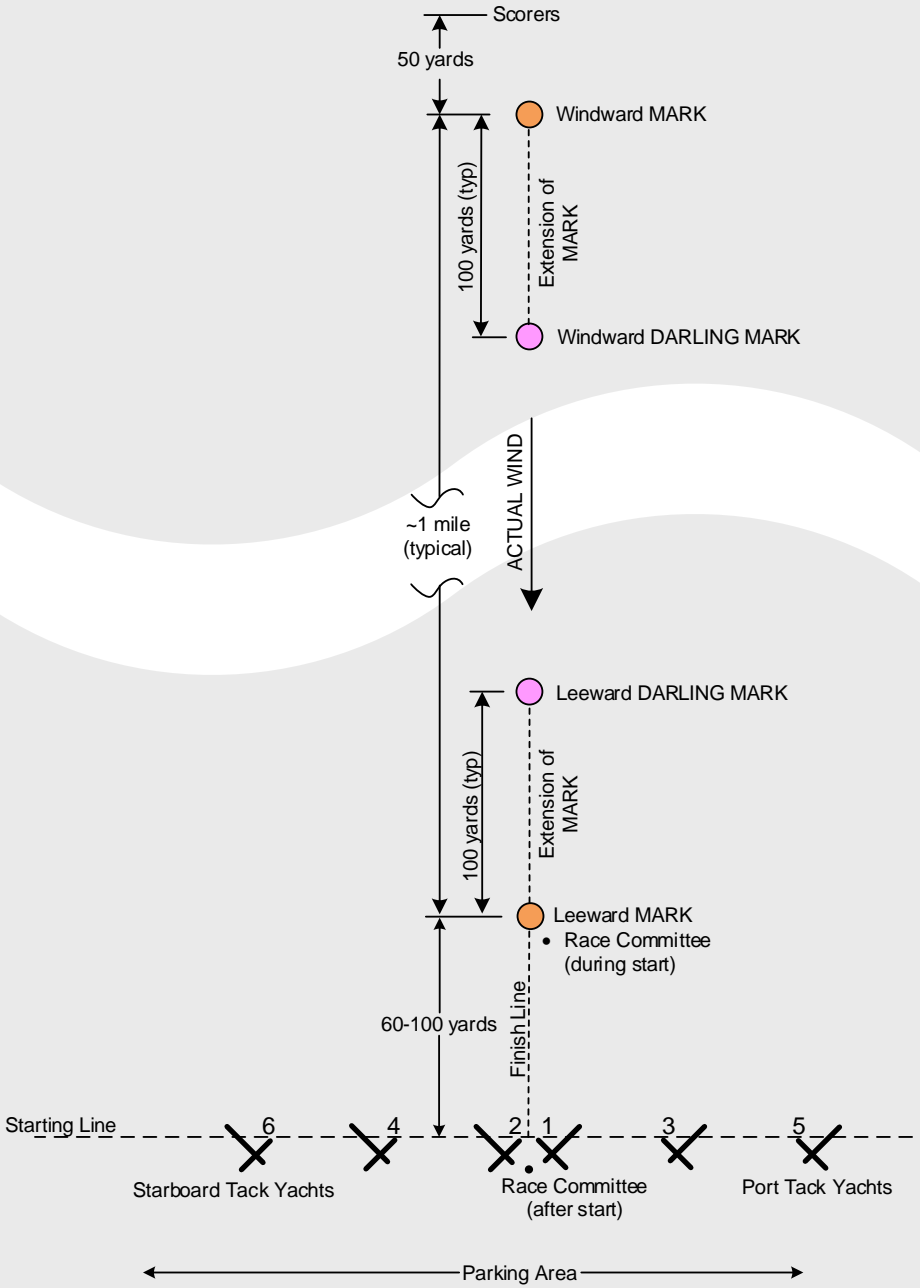 Scorers
50 yards
Windward MARK
100 yards (typ)
Extension of
MARK
Windward DARLING MARK
ACTUAL WIND
~1 mile
(typical)
Leeward DARLING MARK
100 yards (typ)
Extension of
MARK
Leeward MARK
• Race Committee
(during start)
60-100 yards
Finish Line
Starting Line
6 4 2 1 3 5
Starboard Tack Yachts
Race Committee
(after start)
Port Tack Yachts
Parking Area